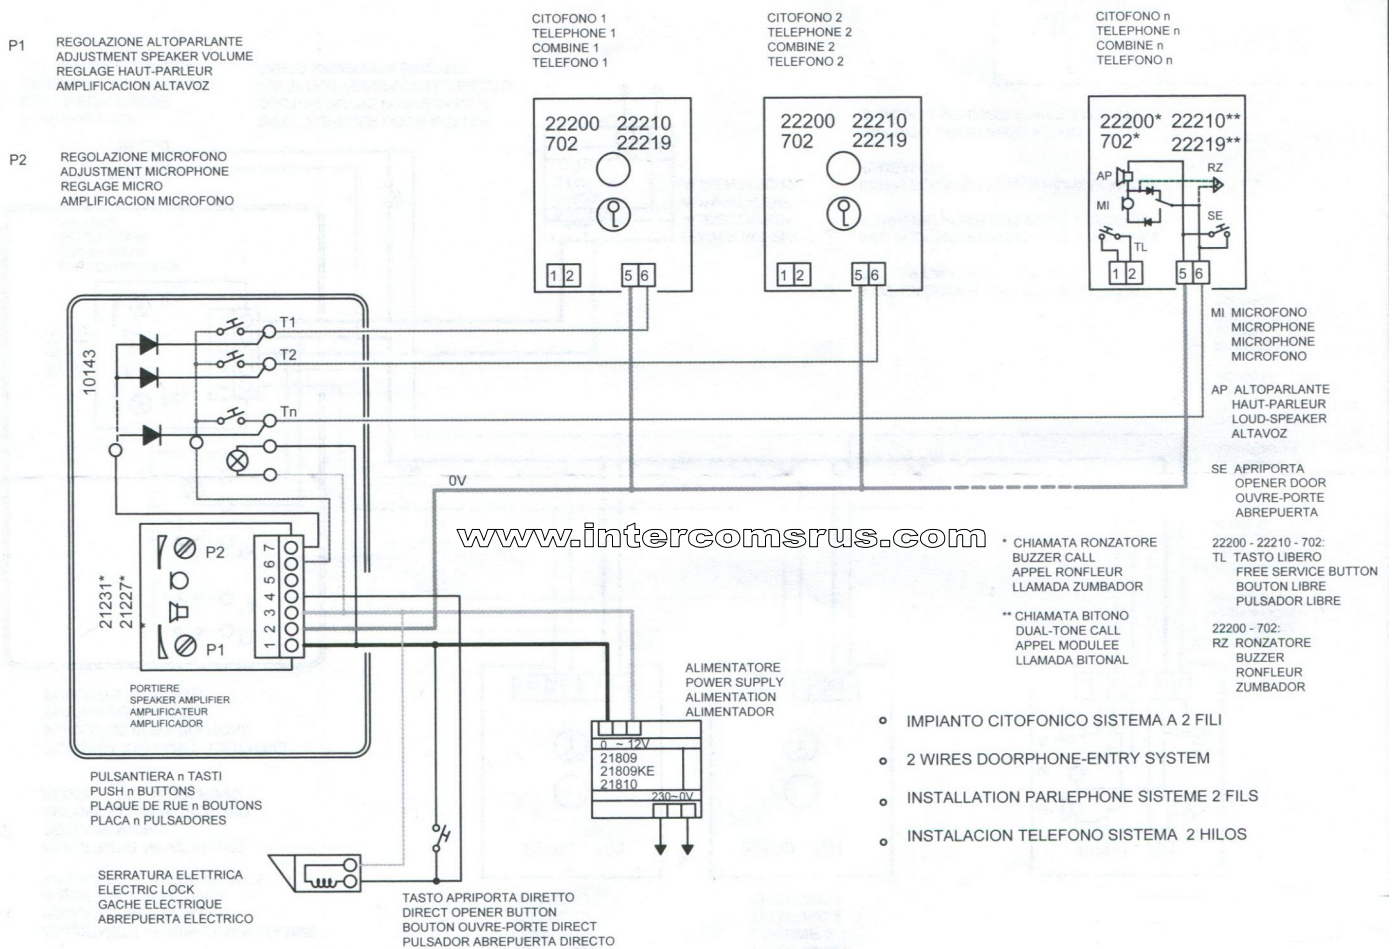 P1
REGOLAZIONE ALTOPARLANTE
ADJUSTMENT SPEAKER VOLUME
REGLAGE HAUT-PARLEUR
AMPLIFICACION ALTAVOZ
P2
REGOLAZIONE MICROFONO
ADJUSTMENT MICROPHONE
REGLAGE MICRO
AMPLIFICACION MICROFONO
CITOFONO 1
TELEPHONE 1
COMBINE 1
TELEFONO 1
CITOFONO 2
TELEPHONE 2
COMBINE 2
TELEFONO 2
CITOFONO n
TELEPHONE n
COMBINE n
TELEFONO n
22200 22210
702 22219
1 2
5 6
22200 22210
702 22219
1 2
5 6
22200* 22210**
702* 22219**
AP
RZ
MI
SE
TL
1 2
5 6
MI MICROFONO
MICROPHONE
MICROPHONE
MICROFONO
AP ALTOPARLANTE
HAUT-PARLEUR
LOUD-SPEAKER
ALTAVOZ
SE APRIPORTA
OPENER DOOR
OUVRE-PORTE
ABREPUERTA
22200 - 22210 - 702:
TL TASTO LIBERO
FREE SERVICE BUTTON
BOUTON LIBRE
PULSADOR LIBRE
22200 - 702:
RZ RONZATORE
BUZZER
RONFLEUR
ZUMBADOR
* CHIAMATA RONZATORE
BUZZER CALL
APPEL RONFLEUR
LLAMADA ZUMBADOR
** CHIAMATA BITONO
DUAL-TONE CALL
APPEL MODULEE
LLAMADA BITONAL
10143
T1
T2
Tn
0V
www.intercomsrus.com
21231*
21227*
*
P2
P1
1 2 3 4 5 6 7
PORTIERE
SPEAKER AMPLIFIER
AMPLIFICATEUR
AMPLIFICADOR
PULSANTIERA n TASTI
PUSH n BUTTONS
PLAQUE DE RUE n BOUTONS
PLACA n PULSADORES
SERRATURA ELETTRICA
ELECTRIC LOCK
GACHE ELECTRIQUE
ABREPUERTA ELECTRICO
TASTO APRIPORTA DIRETTO
DIRECT OPENER BUTTON
BOUTON OUVRE-PORTE DIRECT
PULSADOR ABREPUERTA DIRECTO
ALIMENTATORE
POWER SUPPLY
ALIMENTATION
ALIMENTADOR
0 ~ 12V
21809
21809KE
21810
230~0V
IMPIANTO CITOFONICO SISTEMA A 2 FILI
2 WIRES DOORPHONE-ENTRY SYSTEM
INSTALLATION PARLEPHONE SISTEME 2 FILS
INSTALACION TELEFONO SISTEMA 2 HILOS